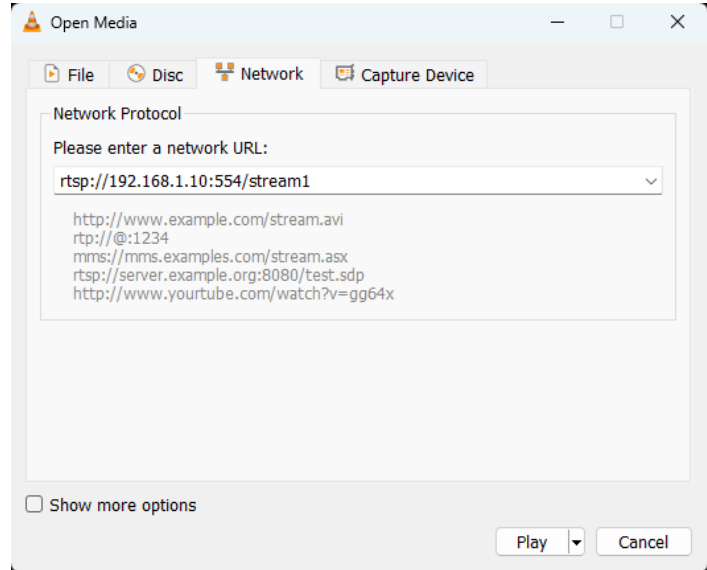 Open Media
File Disc Network Capture Device
Network Protocol
Please enter a network URL:
rtsp://192.168.1.10:554/stream1
http://www.example.com/stream.avi
rtp://@:1234
mms://mms.examples.com/stream.asx
rtsp://server.example.org:8080/test.sdp
http://www.yourtube.com/watch?v=gg64x
Show more options
Play Cancel